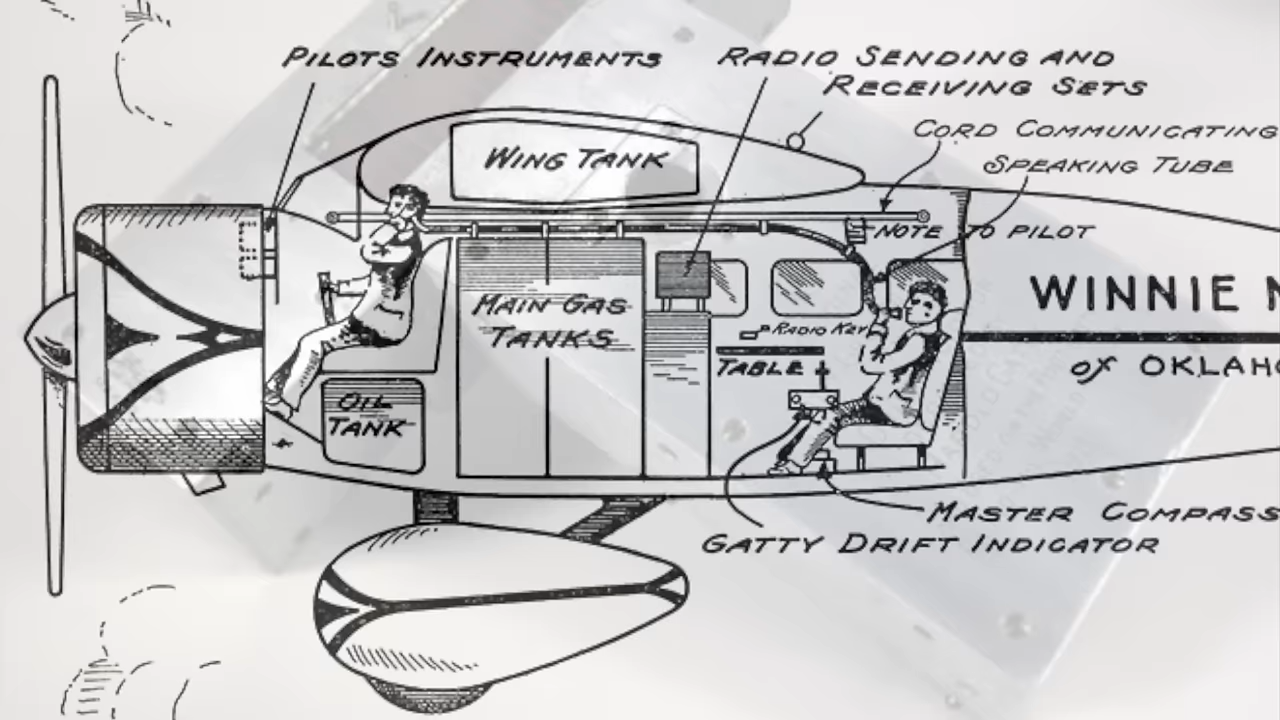 PILOTS INSTRUMENTS
RADIO SENDING AND
RECEIVING SETS
CORD COMMUNICATING
SPEAKING TUBE
WING TANK
NOTE TO PILOT
MAIN GAS
TANKS
WINNIE
RADIO KEY
TABLE
of OKLAH
OIL
TANK
MASTER COMPASS
GATTY DRIFT INDICATOR